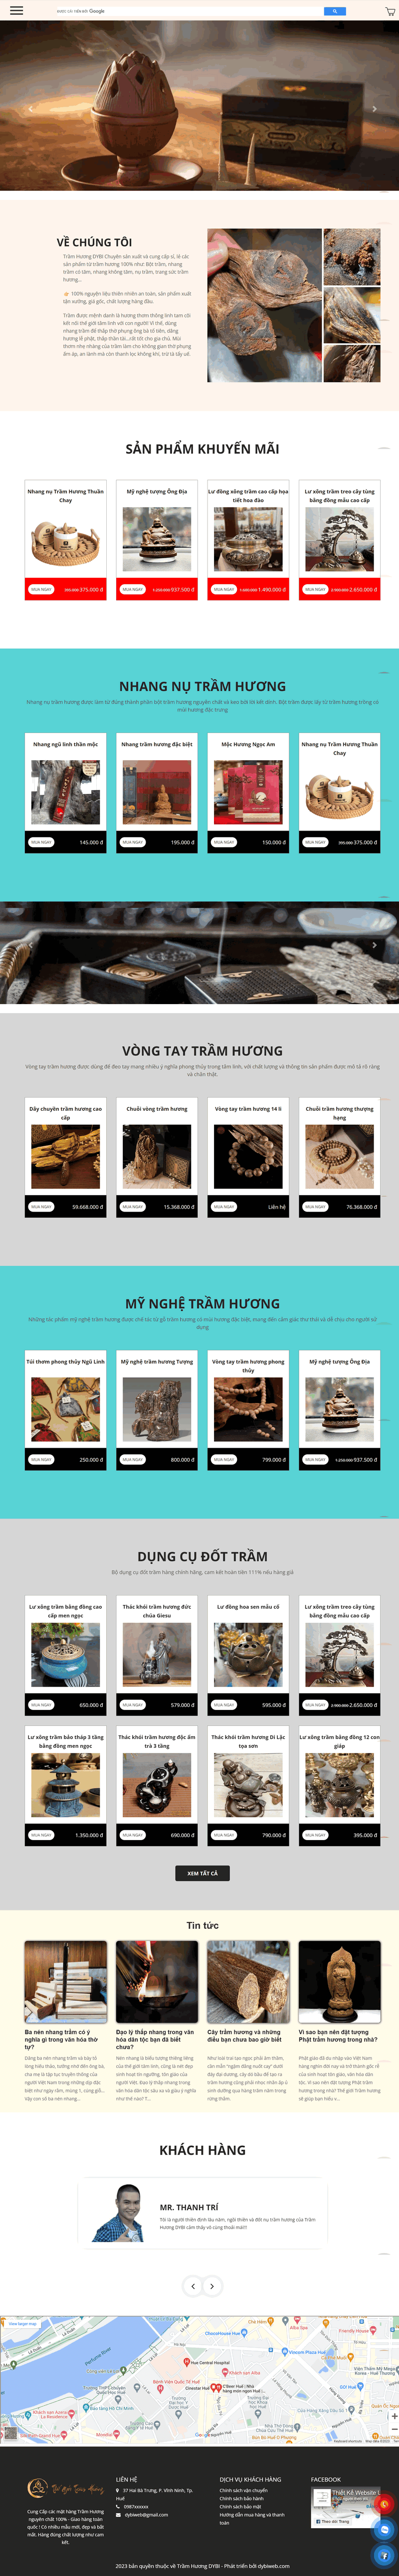 ĐƯỢC CẢI TIẾN BỞI Google
VỀ CHÚNG TÔI
Trầm Hương DYBI Chuyên sản xuất và cung cấp sỉ, lẻ các
sản phẩm từ trầm hương 100% như: Bột trầm, nhang
trầm có tăm, nhang không tăm, nụ trầm, trang sức trầm
hương...
100% nguyên liệu thiên nhiên an toàn, sản phẩm xuất
tận xưởng, giá gốc, chất lượng hàng đầu.
Trầm được mệnh danh là hương thơm thông linh tam cõi:
kết nối thế giới tâm linh với con người! Vì thế, dùng
nhang trầm để thắp thờ phụng ông bà tổ tiên, dâng
hương lễ phật, thập thần tài...rất tốt cho gia chủ. Mùi
thơm nhẹ nhàng của trầm làm cho không gian thờ phụng
ấm áp, an lành mà còn thanh lọc không khí, trừ tà tẩy uế.
SẢN PHẨM KHUYẾN MÃI
Nhang nụ Trầm Hương Thuần
Chay
Mỹ nghệ tượng Ông Địa
Lư đồng xông trầm cao cấp họa
tiết hoa đào
Lư xông trầm treo cây tùng
bằng đồng mẫu cao cấp
MUA NGAY 395.000 375.000 đ
MUA NGAY 1.250.000 937.500 đ
MUA NGAY 1.490.000 đ
MUA NGAY 2.650.000 đ
NHANG NỤ TRẦM HƯƠNG
Nhang nụ trầm hương được làm từ đúng thành phần bột trầm hương nguyên chất và keo bời lời kết dính. Bột trầm được lấy từ trầm hương trồng có
mùi hương đặc trưng
Nhang ngũ linh thần mộc
Nhang trầm hương đặc biệt
Mộc Hương Ngọc Am
Nhang nụ Trầm Hương Thuần
Chay
MUA NGAY 145.000 đ
MUA NGAY 195.000 đ
MUA NGAY 150.000 đ
MUA NGAY 395.000 375.000 đ
VÒNG TAY TRẦM HƯƠNG
Vòng tay trầm hương được dùng để đeo tay mang nhiều ý nghĩa phong thủy trong tâm linh, với chất lượng và thông tin sản phẩm được mô tả rõ ràng
và chân thật.
Dây chuyền trầm hương cao
cấp
Chuỗi vòng trầm hương
Vòng tay trầm hương 14 li
Chuỗi trầm hương thượng
hạng
MUA NGAY 59.668.000 đ
MUA NGAY 15.368.000 đ
MUA NGAY Liên hệ
MUA NGAY 76.368.000 đ
MỸ NGHỆ TRẦM HƯƠNG
Những tác phẩm mỹ nghệ trầm hương được chế tác từ gỗ trầm hương có mùi hương đặc biệt, mang đến cảm giác thư thái và dễ chịu cho người sử
dụng
Túi thơm phong thủy Ngũ Linh
Mỹ nghệ trầm hương Tượng
Vòng tay trầm hương phong
thủy
Mỹ nghệ tượng Ông Địa
MUA NGAY 250.000 đ
MUA NGAY 800.000 đ
MUA NGAY 799.000 đ
MUA NGAY 1.250.000 937.500 đ
DỤNG CỤ ĐỐT TRẦM
Bộ dụng cụ đốt trầm hàng chính hãng, cam kết hoàn tiền 111% nếu hàng giả
Lư xông trầm bằng đồng cao
cấp men ngọc
Thác khói trầm hương đức
chúa Giesu
Lư đồng hoa sen mẫu cổ
Lư xông trầm treo cây tùng
bằng đồng mẫu cao cấp
MUA NGAY 650.000 đ
MUA NGAY 579.000 đ
MUA NGAY 595.000 đ
MUA NGAY 2.650.000 đ
Lư xông trầm bảo tháp 3 tầng
bằng đồng men ngọc
Thác khói trầm hương độc ẩm
trà 3 tầng
Thác khói trầm hương Di Lặc
tọa sơn
Lư xông trầm bằng đồng 12 con
giáp
MUA NGAY 1.350.000 đ
MUA NGAY 690.000 đ
MUA NGAY 790.000 đ
MUA NGAY 395.000 đ
XEM TẤT CẢ
Tin tức
Ba nén nhang trầm có ý
nghĩa gì trong văn hóa thờ
tự?
Dâng ba nén nhang trầm và bày tỏ
lòng hiếu thảo, tưởng nhớ đến ông bà,
cha mẹ là tập tục truyền thống của
người Việt Nam trong những dịp đặc
biệt như ngày rằm, mùng 1, cúng giỗ...
Vậy con số ba nén nhang...
Đạo lý thắp nhang trong văn
hóa dân tộc bạn đã biết
chưa?
Nén nhang là biểu tượng thiêng liêng
của thế giới tâm linh, cũng là nét đẹp
sinh hoạt tín ngưỡng, tôn giáo của
người Việt. Đạo lý thắp nhang trong
văn hóa dân tộc sâu xa và giàu ý nghĩa
như thế nào? T...
Cây trầm hương và những
điều bạn chưa bao giờ biết
Như loài trai tạo ngọc phải ẩm thầm,
cắn mằn "ngậm đắng nuốt cay" dưới
đáy đại dương, cây dó bầu để tạo ra
trầm hương cũng phải nhọc nhằn ấp ủ
sinh dưỡng qua hàng trăm năm trong
rừng thẳm.
Vì sao bạn nên đặt tượng
Phật trầm hương trong nhà?
Phật giáo đã du nhập vào Việt Nam
hàng nghìn đời nay và trở thành gốc rễ
của sinh hoạt tôn giáo, văn hóa dân
tộc. Vì sao nên đặt tượng Phật trầm
hương trong nhà? Thế giới Trầm hương
sẽ giúp bạn hiểu v...
KHÁCH HÀNG
MR. THANH TRÍ
Tôi là người thiền định lâu năm, ngồi thiền và đốt nụ trầm hương của Trầm
Hương DYBI cảm thấy vô cùng thoải mái!!!
View larger map
Hue Central Hospital
Vincom Plaza Huế
LIÊN HỆ
37 Hai Bà Trưng, P. Vĩnh Ninh, Tp.
Huế
0987xxxxxx
dybiweb@gmail.com
DỊCH VỤ KHÁCH HÀNG
Chính sách vận chuyển
Chính sách bảo hành
Chính sách bảo mật
Hướng dẫn mua hàng và thanh
toán
FACEBOOK
Thiết Kế Website
Theo dõi Trang
Cung Cấp các mặt hàng Trầm Hương
nguyên chất 100% - Giao hàng toàn
quốc ! Có nhiều mẫu mới, đẹp và bắt
mắt. Hàng đúng chất lượng như cam
kết.
2023 bản quyền thuộc về Trầm Hương DYBI - Phát triển bởi dybiweb.com